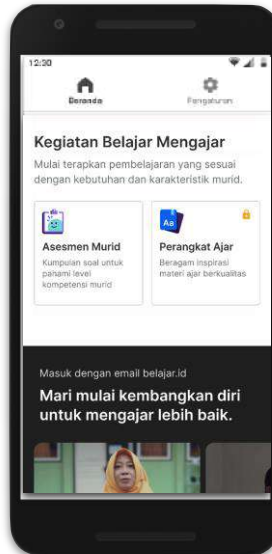 12:30
Beranda
Pengaturan
Kegiatan Belajar Mengajar
Mulai terapkan pembelajaran yang sesuai
dengan kebutuhan dan karakteristik murid.
Asesmen Murid
Kumpulan soal untuk
pahami level
kompetensi murid
Aa
Perangkat Ajar
Beragam inspirasi
materi ajar berkualitas
Masuk dengan email belajar.id
Mari mulai kembangkan diri
untuk mengajar lebih baik.